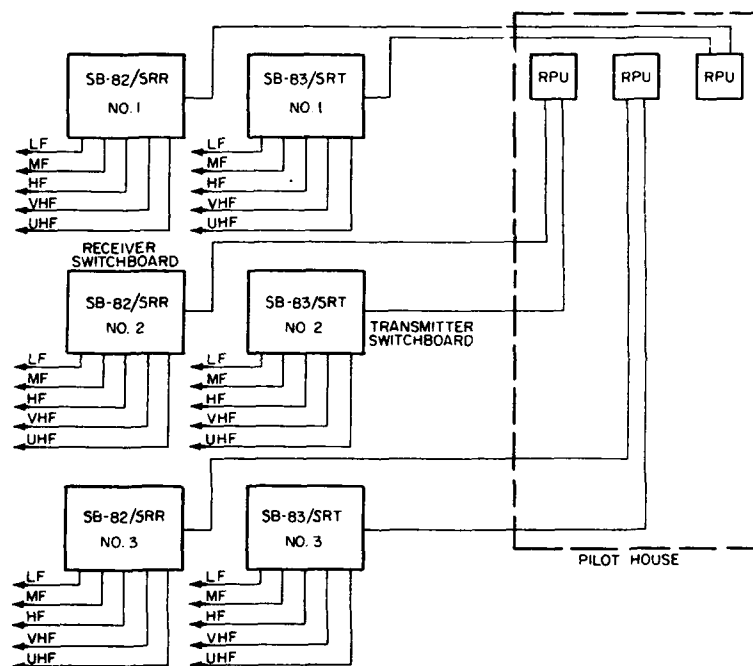 SB-82/SRR
NO. 1
SB-83/SRT
NO. 1
RPU
RPU
RPU
LF
MF
HF
VHF
UHF
LF
MF
HF
VHF
UHF
RECEIVER
SWITCHBOARD
SB-82/SRR
NO. 2
SB-83/SRT
NO. 2
TRANSMITTER
SWITCHBOARD
LF
MF
HF
VHF
UHF
LF
MF
HF
VHF
UHF
SB-82/SRR
NO. 3
SB-83/SRT
NO. 3
PILOT HOUSE
LF
MF
HF
VHF
UHF
LF
MF
HF
VHF
UHF